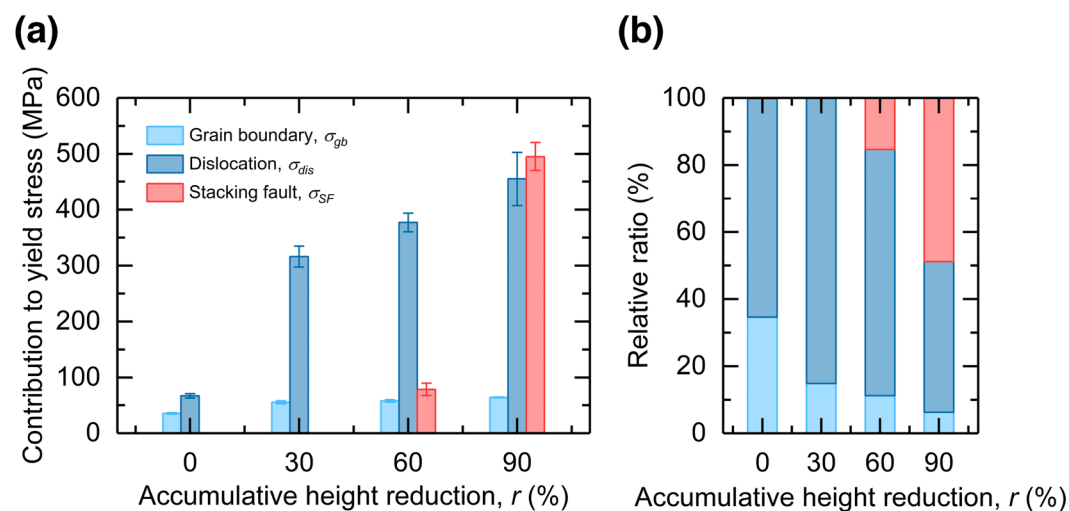 (a)
Contribution to yield stress (MPa)
600
500
400
300
200
100
0
Grain boundary, σgb
Dislocation, σdis
Stacking fault, σSF
0 30 60 90
Accumulative height reduction, r (%)
(b)
Relative ratio (%)
100
80
60
40
20
0
0 30 60 90
Accumulative height reduction, r (%)